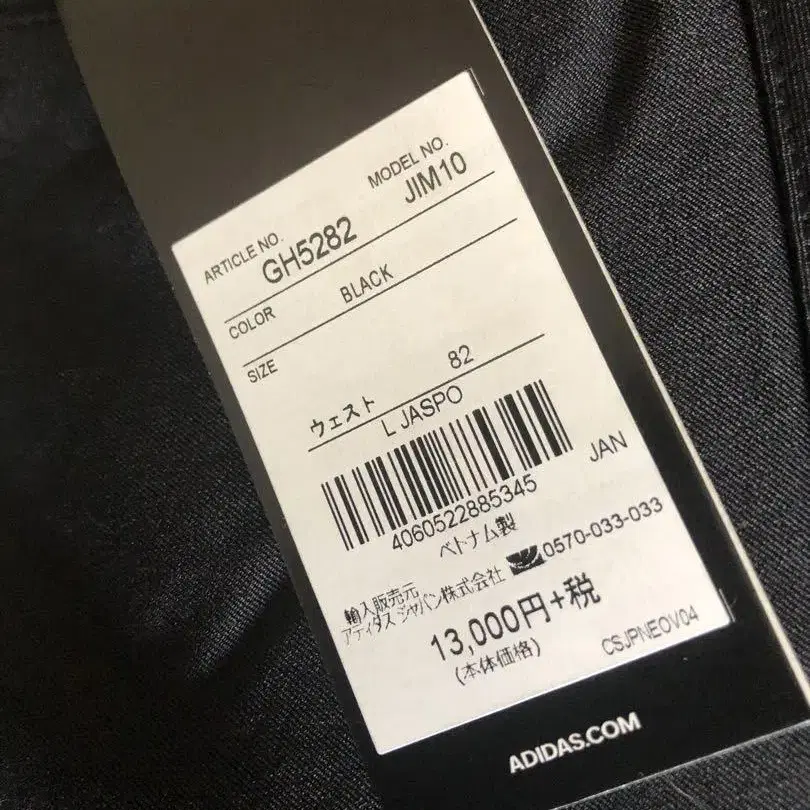 ARTICLE NO. MODEL NO.
GH5282 JIM10
COLOR BLACK
SIZE
ウェスト 82
L JASPO
4060522885345 JAN
ベトナム製
輸入販売元 0570-033-033
アディダス ジャパン株式会社
13,000円+税
(本体価格) CSJPNEOV04
ADIDAS.COM